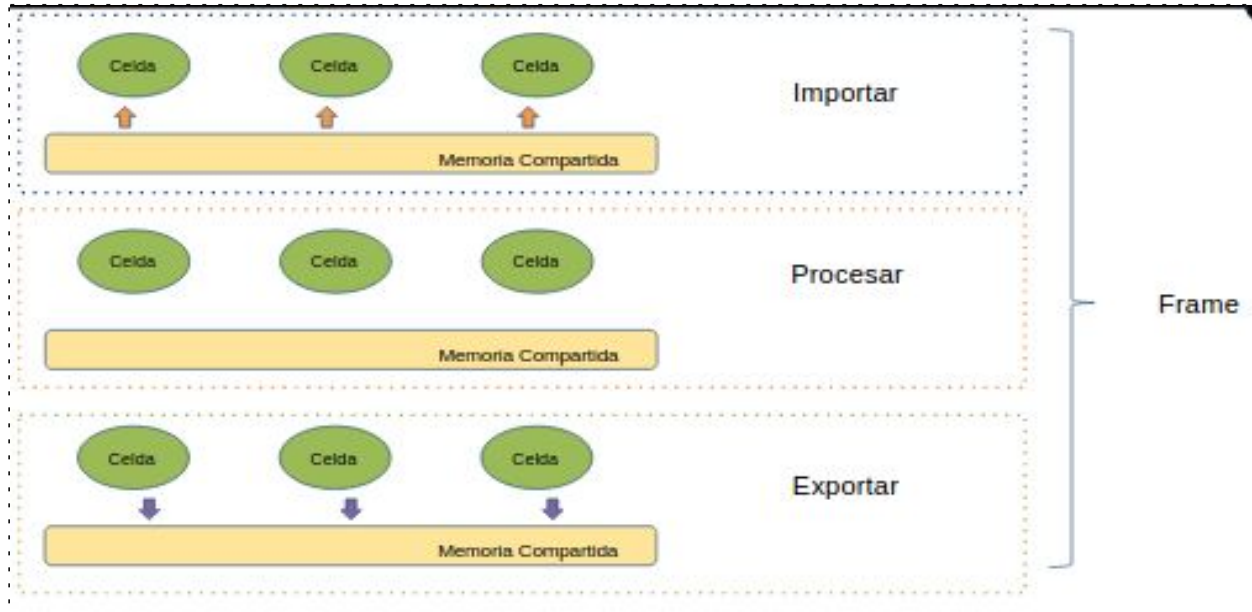 Celda Celda Celda
Importar
Memoria Compartida
Celda Celda Celda
Procesar
Frame
Memoria Compartida
Celda Celda Celda
Exportar
Memoria Compartida